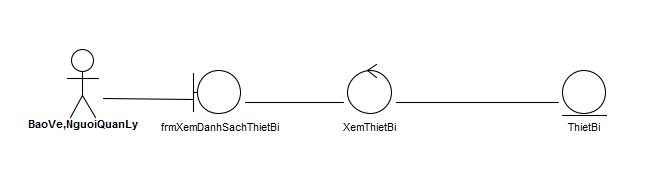 BaoVe,NguoiQuanLy
frmXemDanhSachThietBi
XemThietBi
ThietBi